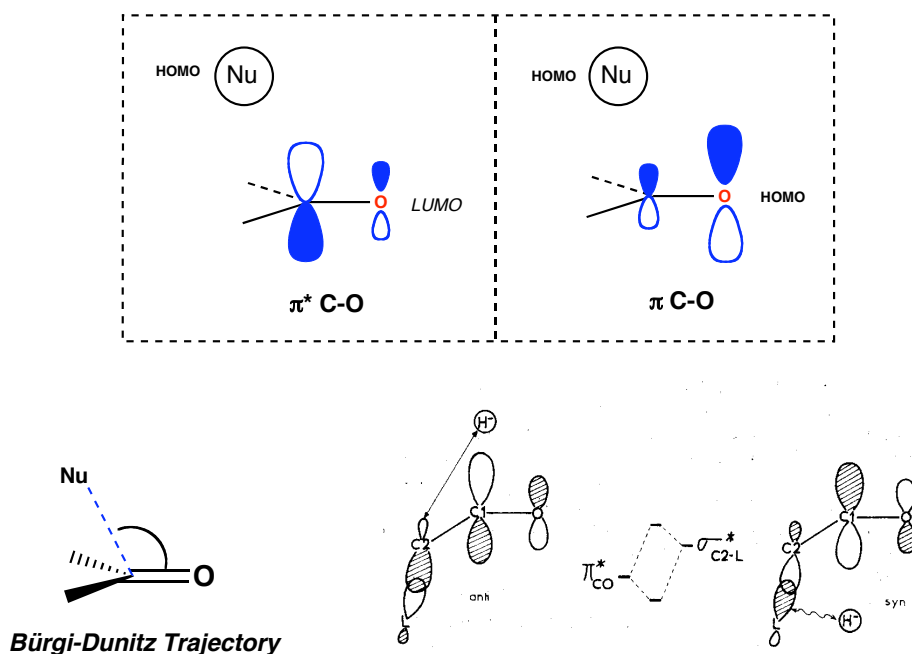 HOMO Nu
HOMO Nu
O LUMO
O HOMO
π* C-O
π C-O
Nu
O
Bürgi-Dunitz Trajectory
H⁻
C1 O
C2
L
anti
π*CO
σ*C2-L
C1 O
C2
L
H⁻
syn